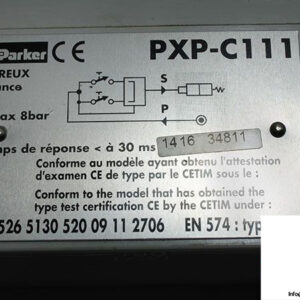 Parker CE PXP-C111
REUX
nce
S
P
ax 8bar
mps de réponse < à 30 ms
1416 34811
Conforme au modèle ayant obtenu l'attestation
d'examen CE de type par le CETIM sous le :
Conform to the model that has obtained the
type test certification CE by the CETIM under :
526 5130 520 09 11 2706 EN 574 : typ